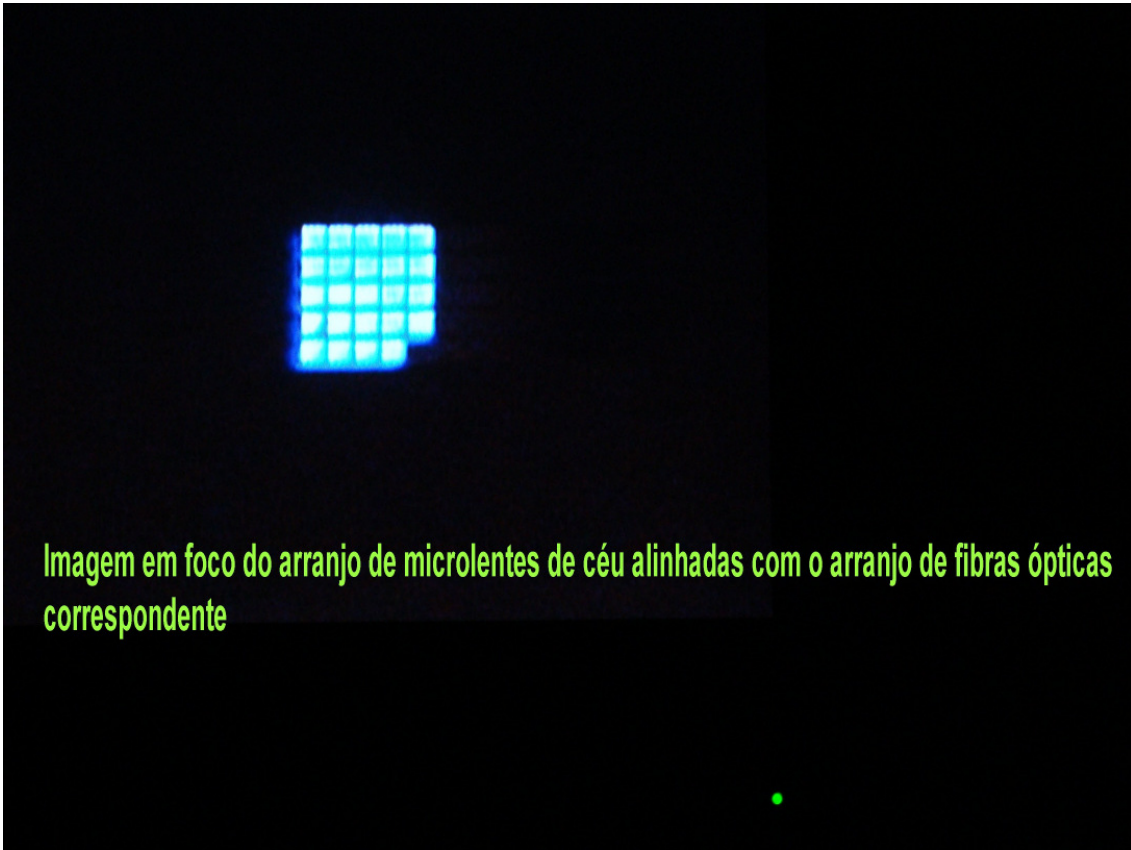 Imagem em foco do arranjo de microlentes de céu alinhadas com o arranjo de fibras ópticas
correspondente